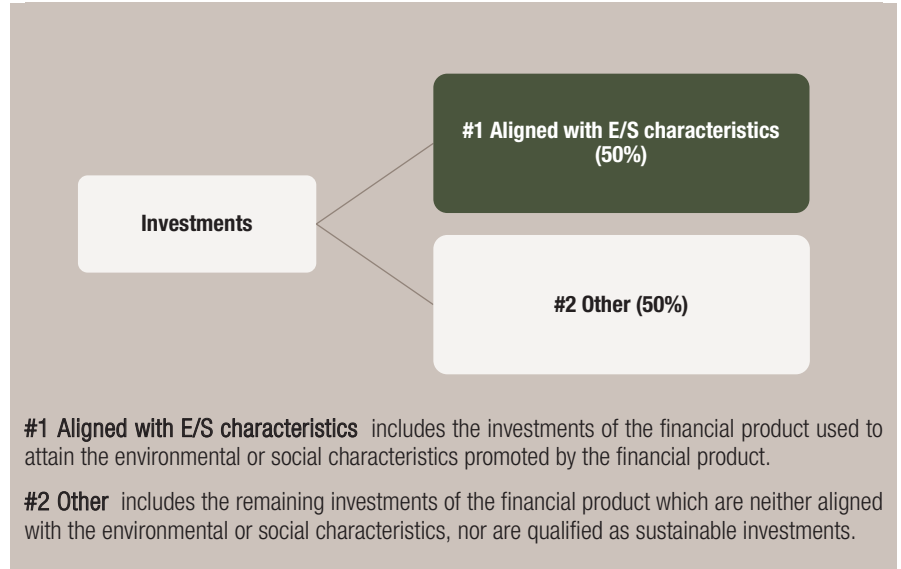 #1 Aligned with E/S characteristics
(50%)
Investments
#2 Other (50%)
#1 Aligned with E/S characteristics includes the investments of the financial product used to
attain the environmental or social characteristics promoted by the financial product.
#2 Other includes the remaining investments of the financial product which are neither aligned
with the environmental or social characteristics, nor are qualified as sustainable investments.